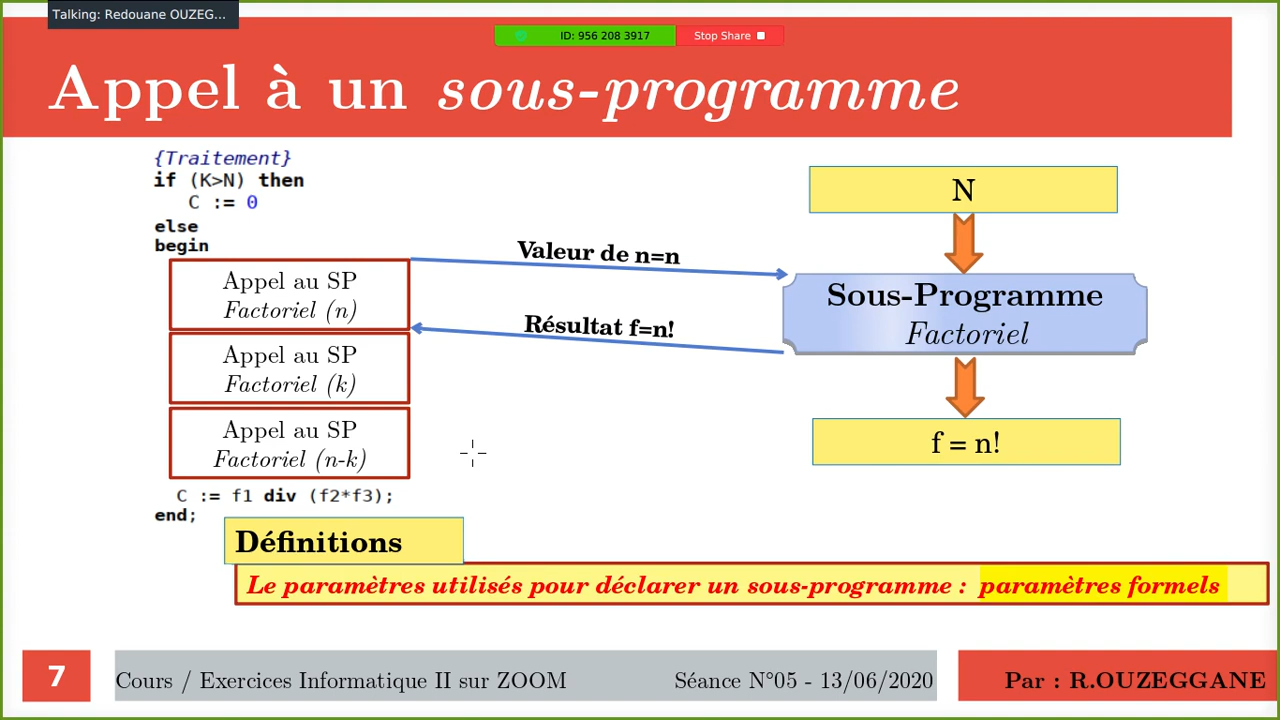 Talking: Redouane OUZEG...
ID: 956 208 3917
Stop Share
Appel à un sous-programme
{Traitement}
if (K>N) then
C := 0
else
begin
Appel au SP
Factoriel (n)
Appel au SP
Factoriel (k)
Appel au SP
Factoriel (n-k)
C := f1 div (f2*f3);
end;
Valeur de n=n
Résultat f=n!
N
Sous-Programme
Factoriel
f = n!
Définitions
Le paramètres utilisés pour déclarer un sous-programme : paramètres formels
7
Cours / Exercices Informatique II sur ZOOM
Séance N°05 - 13/06/2020
Par : R.OUZEGGANE